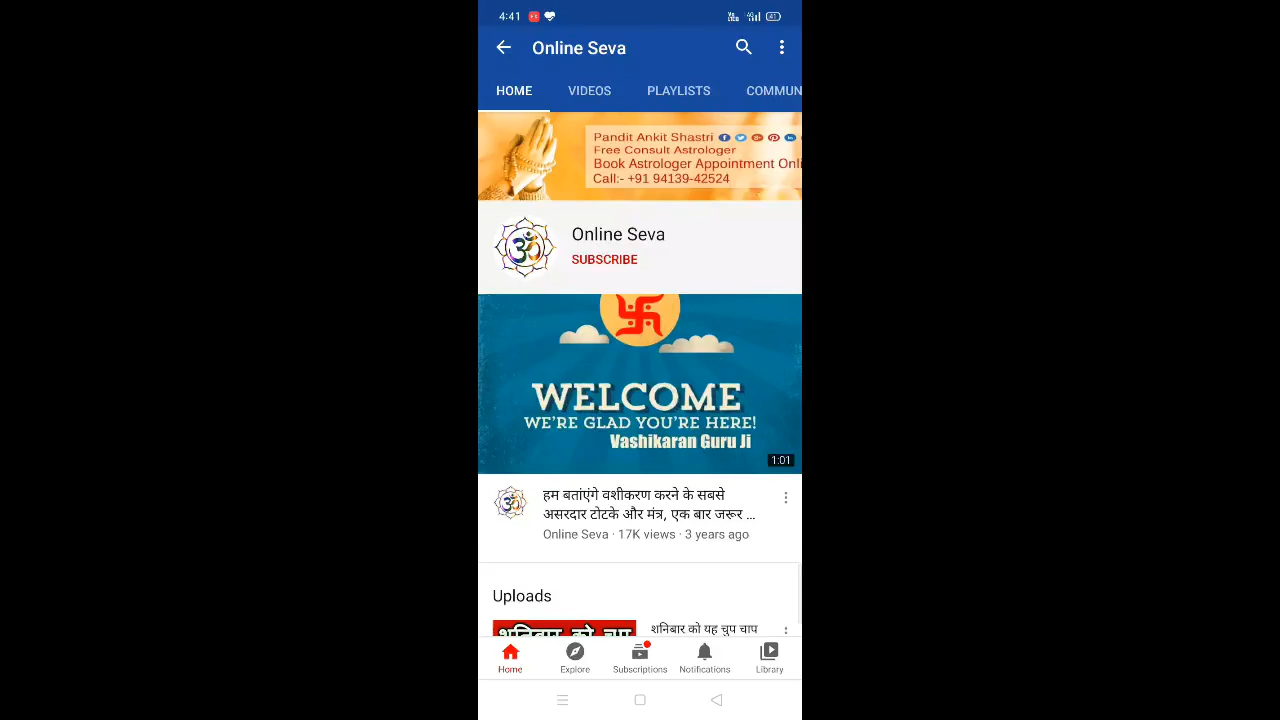 4:41
Online Seva
HOME VIDEOS PLAYLISTS COMMUN
Pandit Ankit Shastri
Free Consult Astrologer
Book Astrologer Appointment Onli
Call:- +91 94139-42524
Online Seva
SUBSCRIBE
WELCOME
WE'RE GLAD YOU'RE HERE!
Vashikaran Guru Ji
1:01
हम बताएंगे वशीकरण करने के सबसे
असरदार टोटके और मंत्र, एक बार जरूर ...
Online Seva · 17K views · 3 years ago
Uploads
शनिबार को चुप
शनिबार को यह चुप चाप
Home Explore Subscriptions Notifications Library